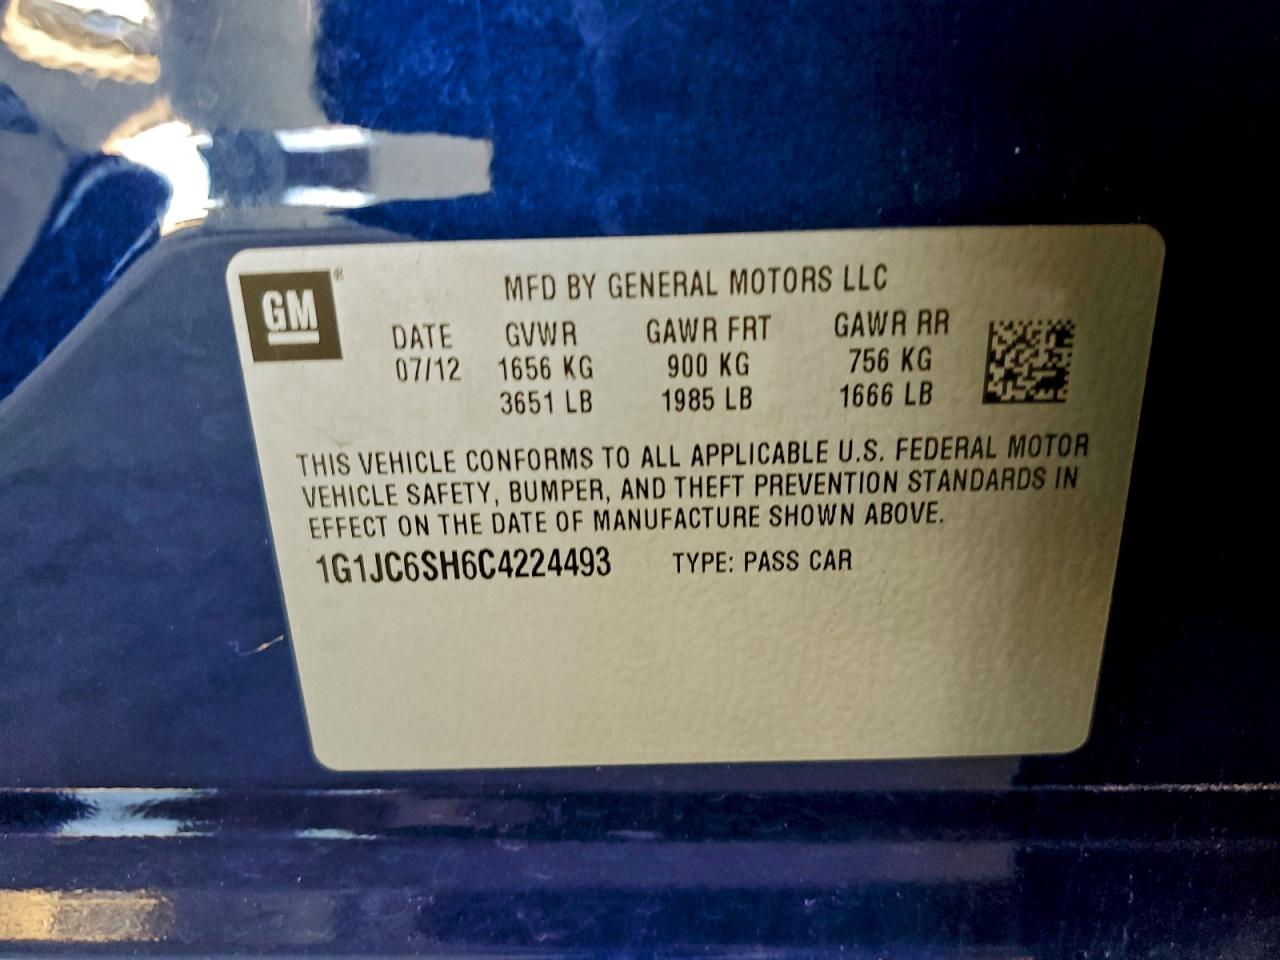 GM®
MFD BY GENERAL MOTORS LLC
DATE GVWR GAWR FRT GAWR RR
07/12 1656 KG 900 KG 756 KG
3651 LB 1985 LB 1666 LB
THIS VEHICLE CONFORMS TO ALL APPLICABLE U.S. FEDERAL MOTOR
VEHICLE SAFETY, BUMPER, AND THEFT PREVENTION STANDARDS IN
EFFECT ON THE DATE OF MANUFACTURE SHOWN ABOVE.
1G1JC6SH6C4224493 TYPE: PASS CAR